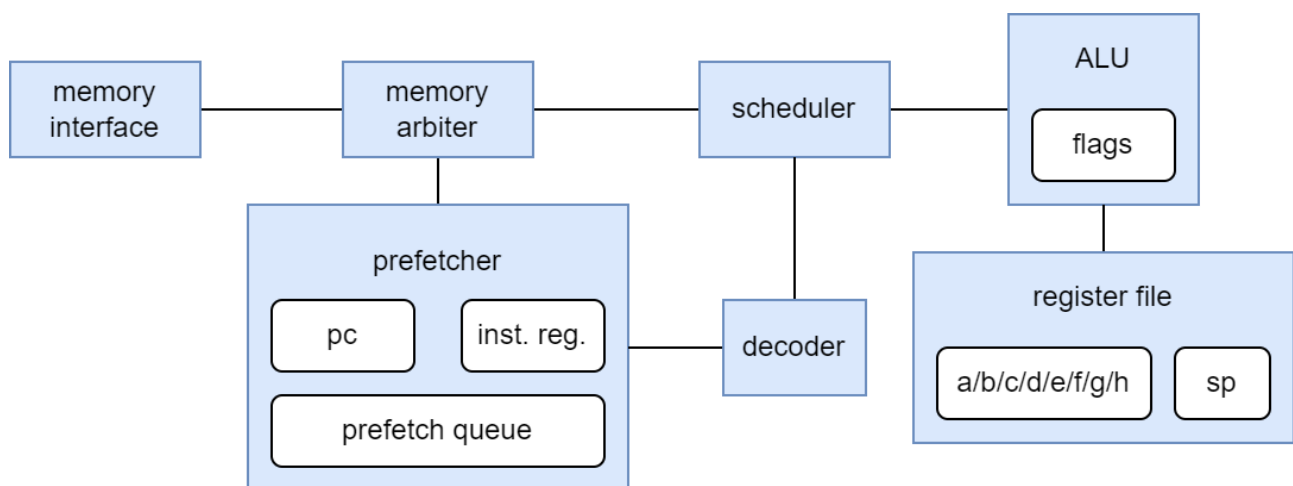 memory
interface
memory
arbiter
scheduler
ALU
flags
prefetcher
pc
inst. reg.
prefetch queue
decoder
register file
a/b/c/d/e/f/g/h
sp